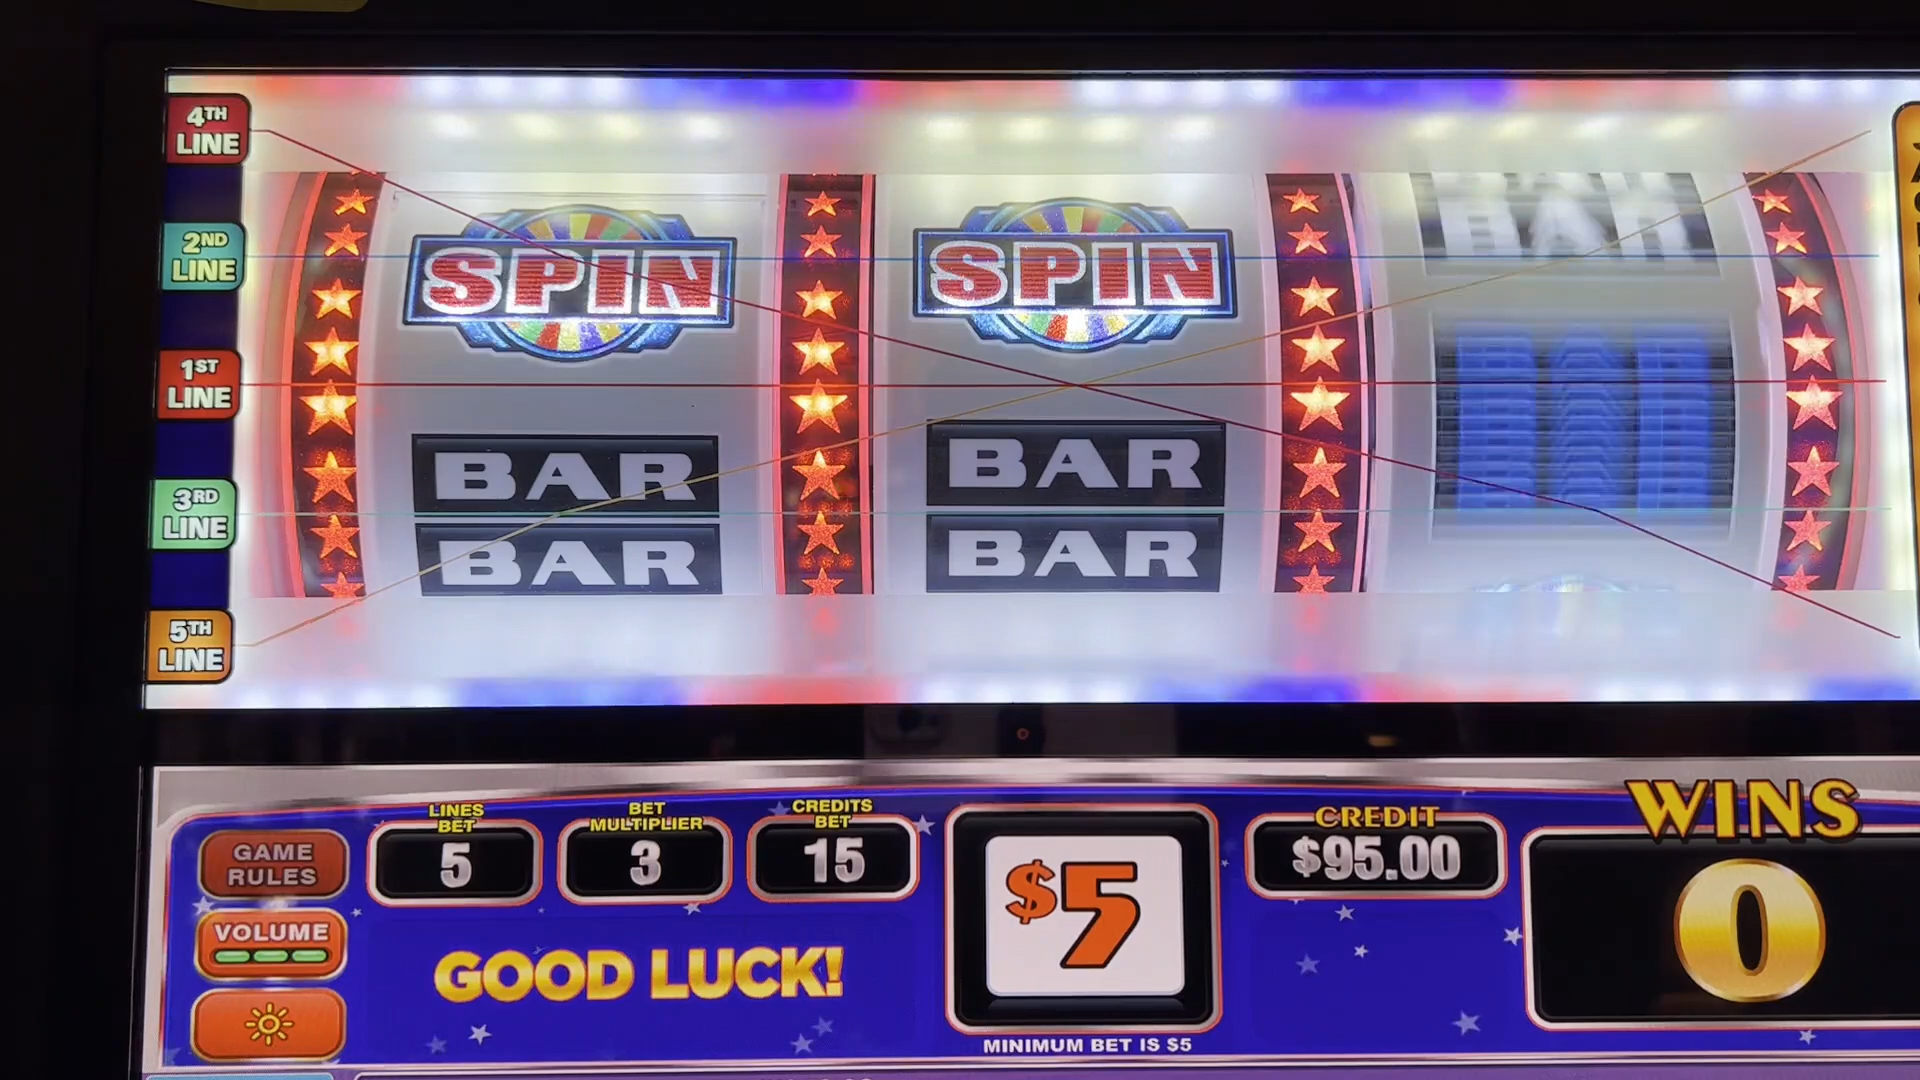 4TH
LINE
2ND
LINE
1ST
LINE
3RD
LINE
5TH
LINE
SPIN
SPIN
BAR
BAR
BAR
BAR
BAR
LINES
BET
5
BET
MULTIPLIER
3
CREDITS
BET
15
$5
MINIMUM BET IS $5
CREDIT
$95.00
WINS
0
GAME
RULES
VOLUME
GOOD LUCK!